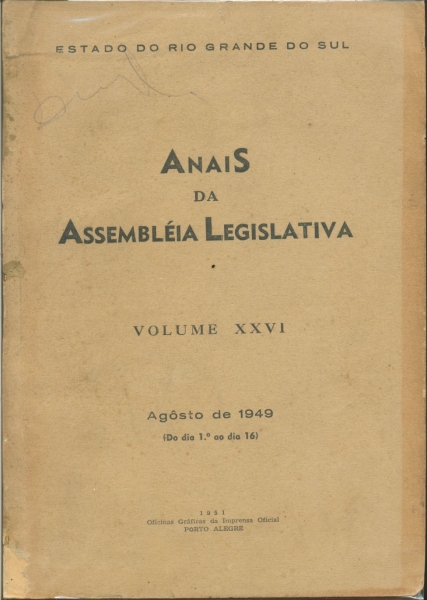 ESTADO DO RIO GRANDE DO SUL
ANAIS
DA
ASSEMBLÉIA LEGISLATIVA
VOLUME XXVI
Agôsto de 1949
(Do dia 1.º ao dia 16)
1951
Oficinas Gráficas da Imprensa Oficial
PÔRTO ALEGRE